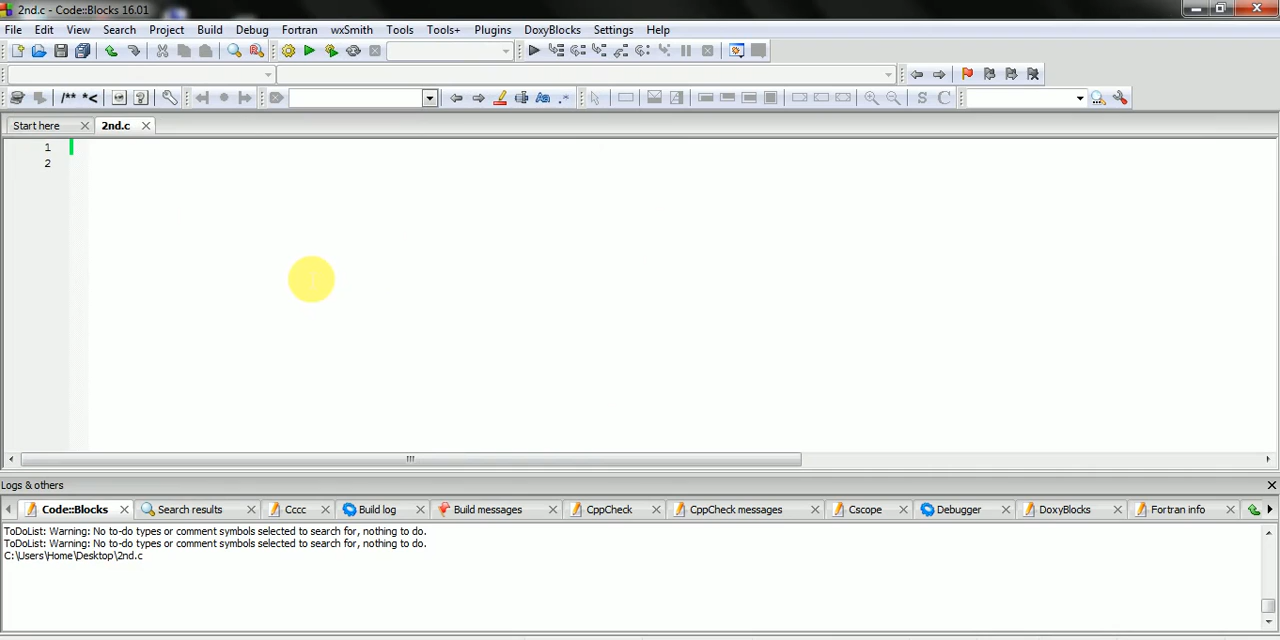 2nd.c - Code::Blocks 16.01
File Edit View Search Project Build Debug Fortran wxSmith Tools Tools+ Plugins DoxyBlocks Settings Help
/** *< S C
Start here 2nd.c
1
2
Logs & others
Code::Blocks Search results Cccc Build log Build messages CppCheck CppCheck messages Cscope Debugger DoxyBlocks Fortran info
ToDoList: Warning: No to-do types or comment symbols selected to search for, nothing to do.
ToDoList: Warning: No to-do types or comment symbols selected to search for, nothing to do.
C:\Users\Home\Desktop\2nd.c